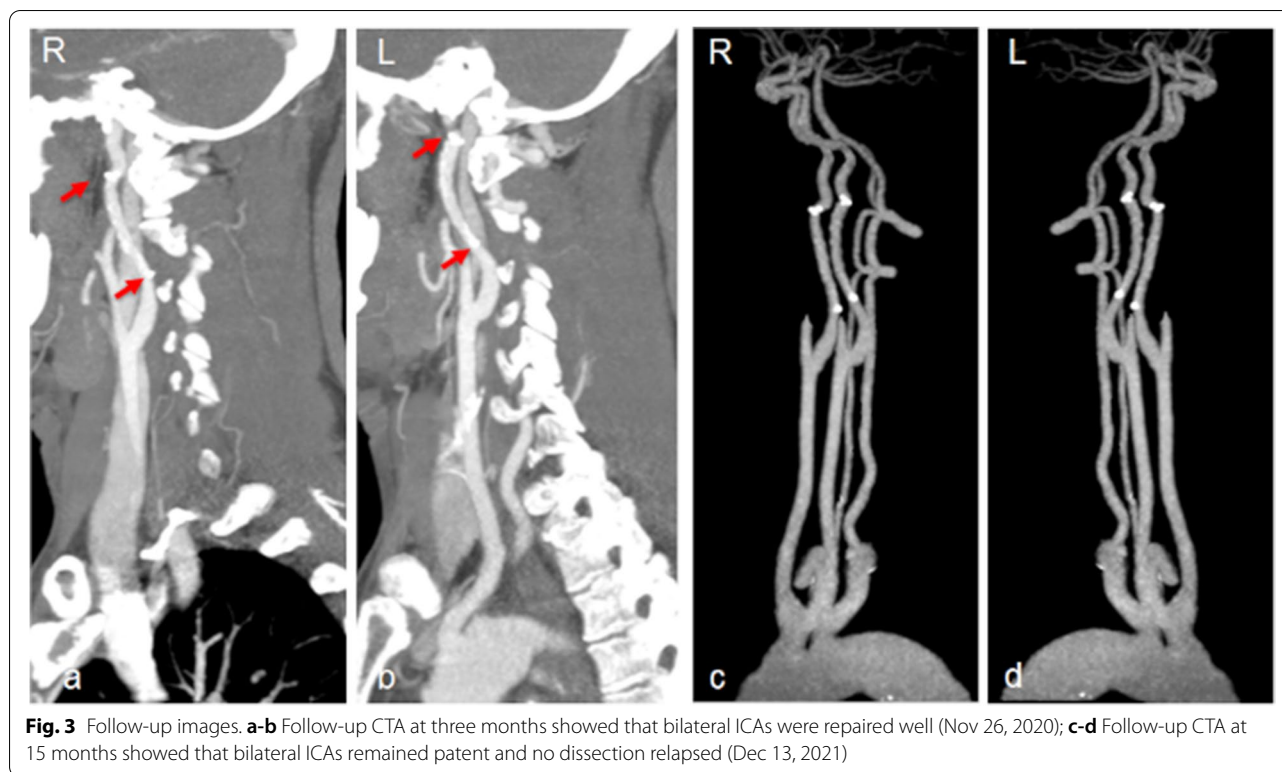 R
L
R
L
a
b
c
d
Fig. 3 Follow-up images. a-b Follow-up CTA at three months showed that bilateral ICAs were repaired well (Nov 26, 2020); c-d Follow-up CTA at
15 months showed that bilateral ICAs remained patent and no dissection relapsed (Dec 13, 2021)